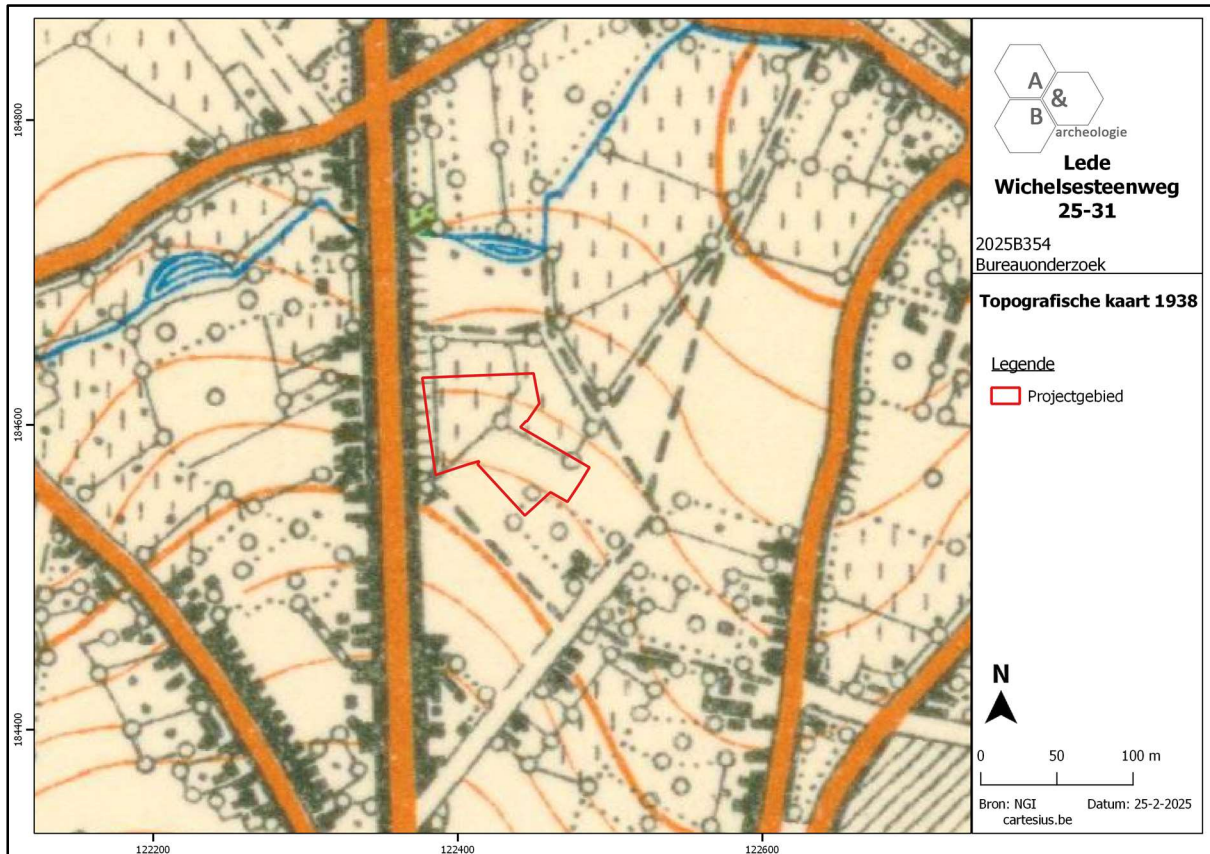 A
&
B
archeologie
Lede
Wichelsesteenweg
25-31
2025B354
Bureauonderzoek
Topografische kaart 1938
Legende
Projectgebied
N
0 50 100 m
Bron: NGI Datum: 25-2-2025
cartesius.be
184800
184600
184400
122200 122400 122600